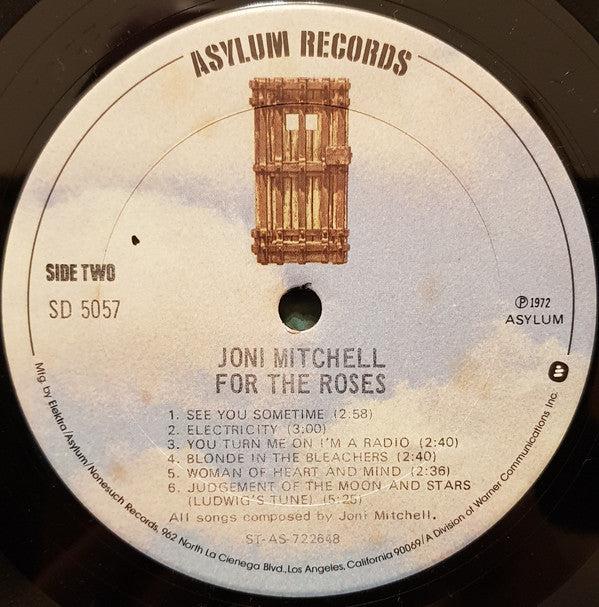 ASYLUM RECORDS
SIDE TWO
SD 5057
℗ 1972
ASYLUM
JONI MITCHELL
FOR THE ROSES
1. SEE YOU SOMETIME (2:58)
2. ELECTRICITY (3:00)
3. YOU TURN ME ON I'M A RADIO (2:40)
4. BLONDE IN THE BLEACHERS (2:40)
5. WOMAN OF HEART AND MIND (2:36)
6. JUDGEMENT OF THE MOON AND STARS
(LUDWIG'S TUNE) (5:25)
All songs composed by Joni Mitchell.
ST-AS-722648
Mfg. by Elektra/Asylum/Nonesuch Records, 962 North La Cienega Blvd., Los Angeles, California 90069/A Division of Warner Communications Inc.